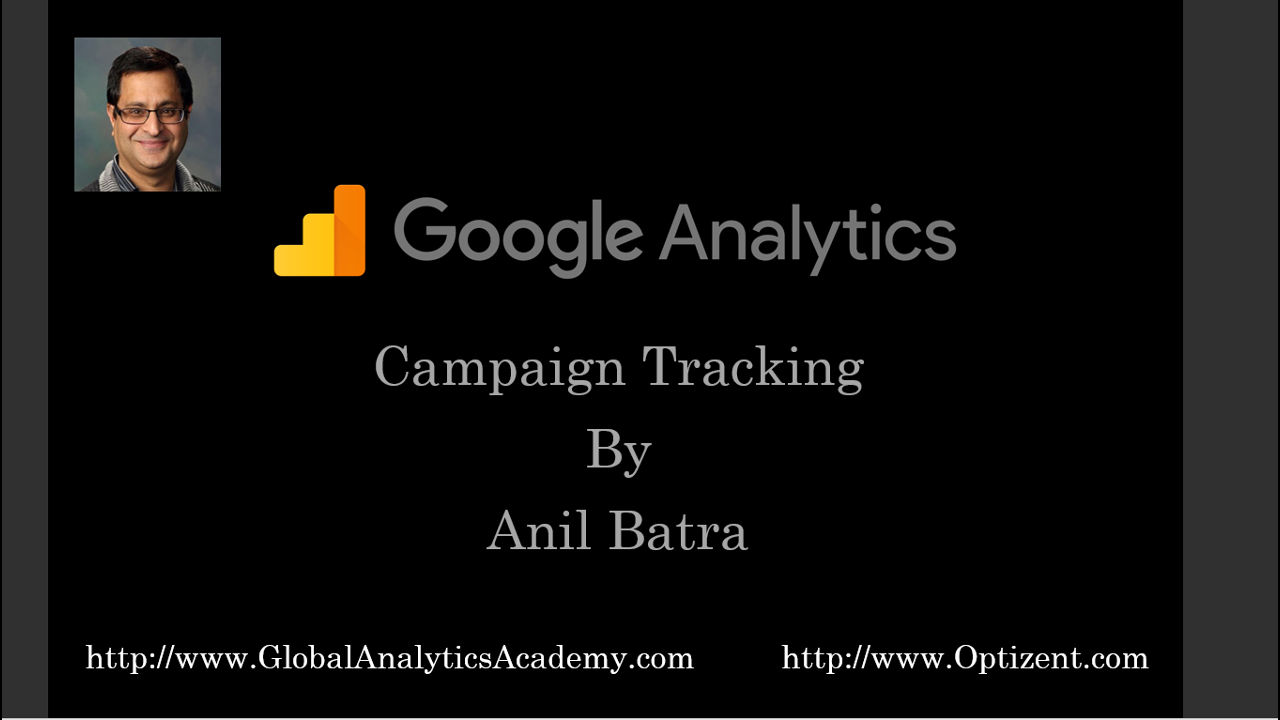 Google Analytics
Campaign Tracking
By
Anil Batra
http://www.GlobalAnalyticsAcademy.com
http://www.Optizent.com